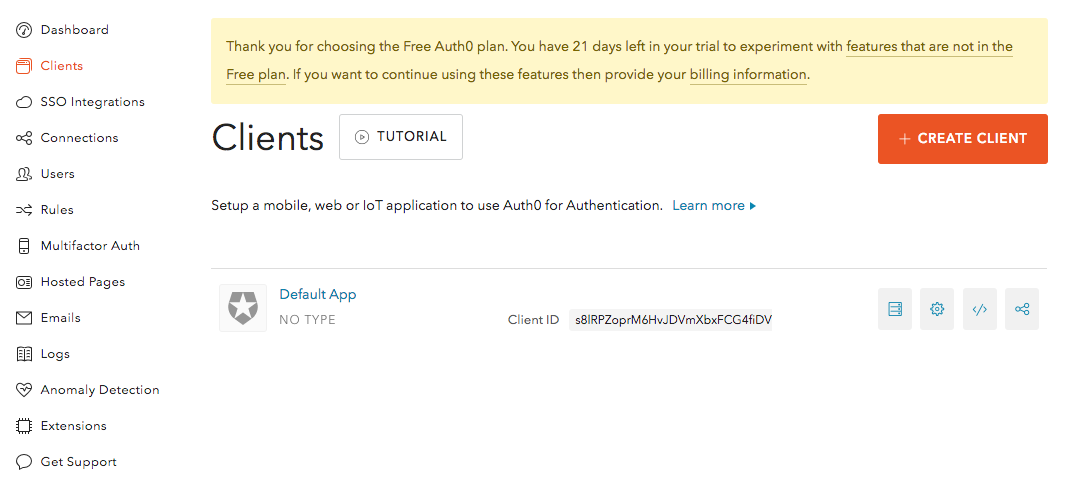 Dashboard
Clients
SSO Integrations
Connections
Users
Rules
Multifactor Auth
Hosted Pages
Emails
Logs
Anomaly Detection
Extensions
Get Support
Thank you for choosing the Free Auth0 plan. You have 21 days left in your trial to experiment with features that are not in the
Free plan. If you want to continue using these features then provide your billing information.
Clients
TUTORIAL
+ CREATE CLIENT
Setup a mobile, web or IoT application to use Auth0 for Authentication. Learn more
Default App
NO TYPE
Client ID s8lRPZoprM6HvJDVmXbxFCG4fiDV